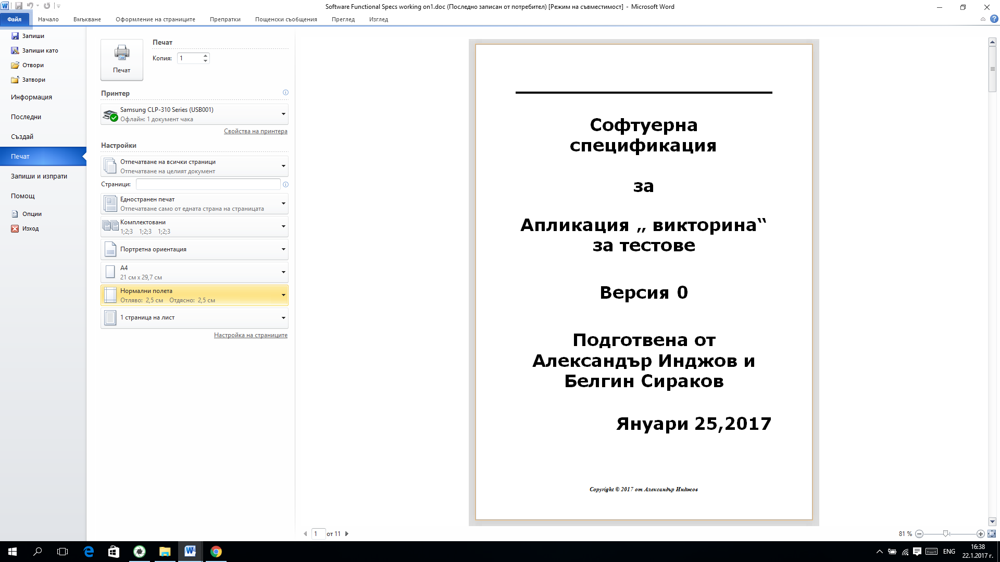 Software Functional Specs working on1.doc (Последно записан от потребител) [Режим на съвместимост] - Microsoft Word
Файл
Начало
Вмъкване
Оформление на страниците
Препратки
Пощенски съобщения
Преглед
Изглед
Запиши
Запиши като
Отвори
Затвори
Информация
Последни
Създай
Печат
Запиши и изпрати
Помощ
Опции
Изход
Печат
Печат
Копия: 1
Принтер
Samsung CLP-310 Series (USB001)
Офлайн: 1 документ чака
Свойства на принтера
Настройки
Отпечатване на всички страници
Отпечатване на целият документ
Страници:
Едностранен печат
Отпечатване само от едната страна на страницата
Комплектовани
1;2;3 1;2;3 1;2;3
Портретна ориентация
A4
21 см x 29,7 см
Нормални полета
Отляво: 2,5 см Отдясно: 2,5 см
1 страница на лист
Настройка на страниците
Софтуерна
спецификация
за
Апликация „ викторина“
за тестове
Версия 0
Подготвена от
Александър Инджов и
Белгин Сираков
Януари 25,2017
Copyright © 2017 от Александър Инджов
1 от 11
81 %
ENG
16:38
22.1.2017 г.